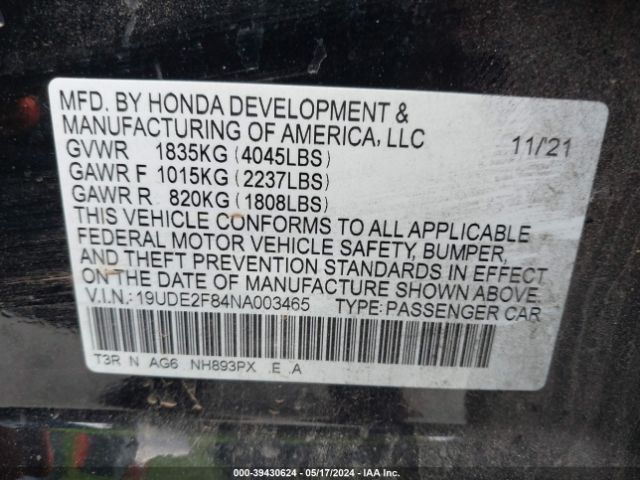 MFD. BY HONDA DEVELOPMENT &
MANUFACTURING OF AMERICA, LLC 11/21
GVWR 1835KG (4045LBS)
GAWR F 1015KG (2237LBS)
GAWR R 820KG (1808LBS)
THIS VEHICLE CONFORMS TO ALL APPLICABLE
FEDERAL MOTOR VEHICLE SAFETY, BUMPER,
AND THEFT PREVENTION STANDARDS IN EFFECT
ON THE DATE OF MANUFACTURE SHOWN ABOVE.
V.I.N.: 19UDE2F84NA003465 TYPE: PASSENGER CAR
T3R N AG6 NH893PX .E .A
000-39430624 — 05/17/2024 — IAA Inc.